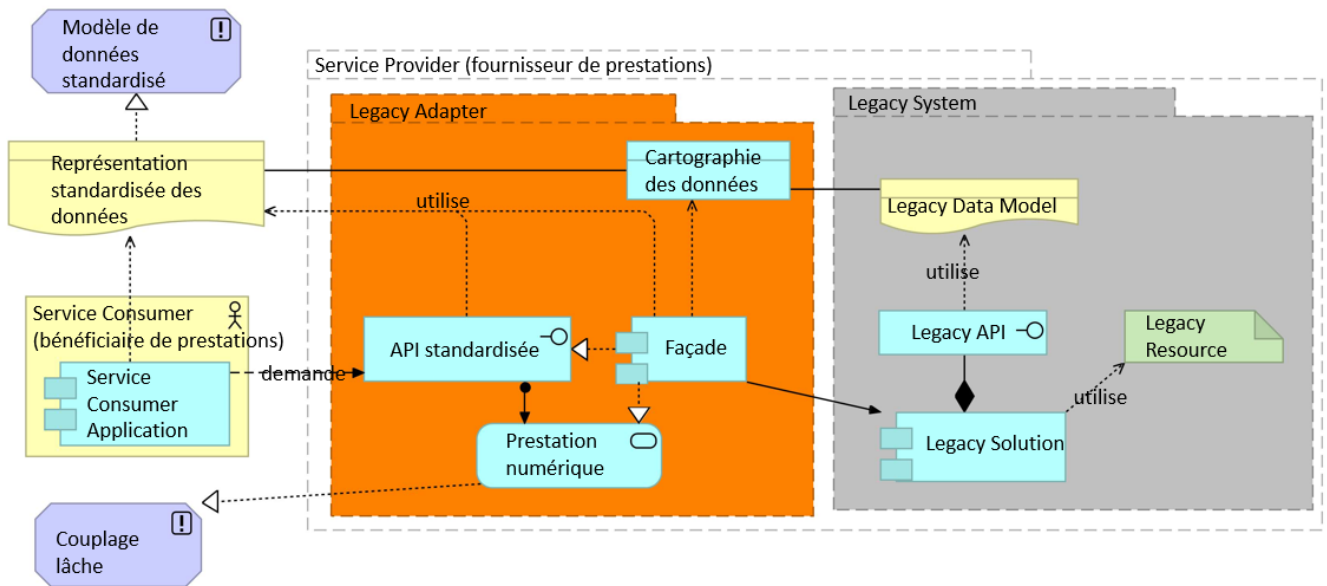 Modèle de
données
standardisé
Service Provider (fournisseur de prestations)
Legacy Adapter
Legacy System
Représentation
standardisée des
données
Cartographie
des données
utilise
Legacy Data Model
utilise
Service Consumer
(bénéficiaire de prestations)
Service
Consumer
Application
demande
API standardisée
Façade
Legacy API
Legacy
Resource
utilise
Prestation
numérique
Legacy Solution
Couplage
lâche